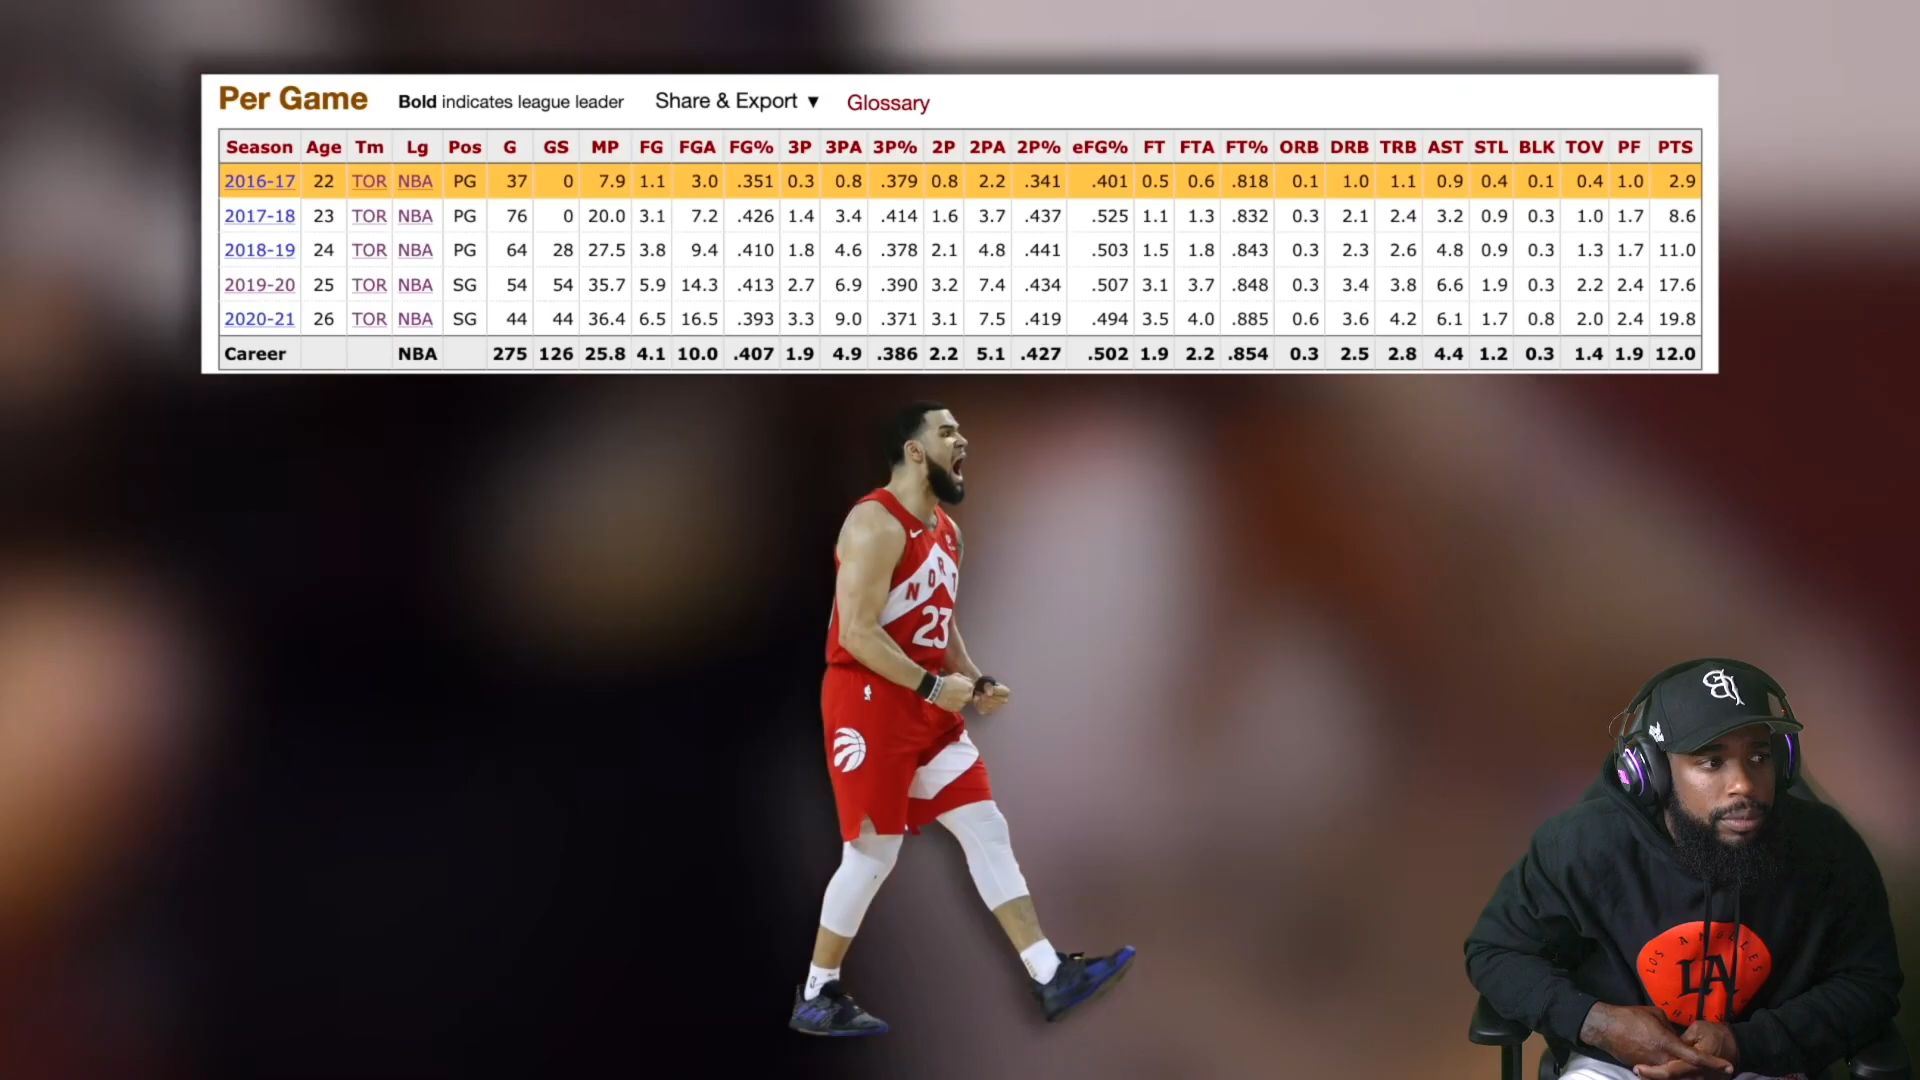 Per Game Bold indicates league leader Share & Export ▼ Glossary
Season Age Tm Lg Pos G GS MP FG FGA FG% 3P 3PA 3P% 2P 2PA 2P% eFG% FT FTA FT% ORB DRB TRB AST STL BLK TOV PF PTS
2016-17 22 TOR NBA PG 37 0 7.9 1.1 3.0 .351 0.3 0.8 .379 0.8 2.2 .341 .401 0.5 0.6 .818 0.1 1.0 1.1 0.9 0.4 0.1 0.4 1.0 2.9
2017-18 23 TOR NBA PG 76 0 20.0 3.1 7.2 .426 1.4 3.4 .414 1.6 3.7 .437 .525 1.1 1.3 .832 0.3 2.1 2.4 3.2 0.9 0.3 1.0 1.7 8.6
2018-19 24 TOR NBA PG 64 28 27.5 3.8 9.4 .410 1.8 4.6 .378 2.1 4.8 .441 .503 1.5 1.8 .843 0.3 2.3 2.6 4.8 0.9 0.3 1.3 1.7 11.0
2019-20 25 TOR NBA SG 54 54 35.7 5.9 14.3 .413 2.7 6.9 .390 3.2 7.4 .434 .507 3.1 3.7 .848 0.3 3.4 3.8 6.6 1.9 0.3 2.2 2.4 17.6
2020-21 26 TOR NBA SG 44 44 36.4 6.5 16.5 .393 3.3 9.0 .371 3.1 7.5 .419 .494 3.5 4.0 .885 0.6 3.6 4.2 6.1 1.7 0.8 2.0 2.4 19.8
Career NBA 275 126 25.8 4.1 10.0 .407 1.9 4.9 .386 2.2 5.1 .427 .502 1.9 2.2 .854 0.3 2.5 2.8 4.4 1.2 0.3 1.4 1.9 12.0
NORT
23
LOS ANGELES
LA